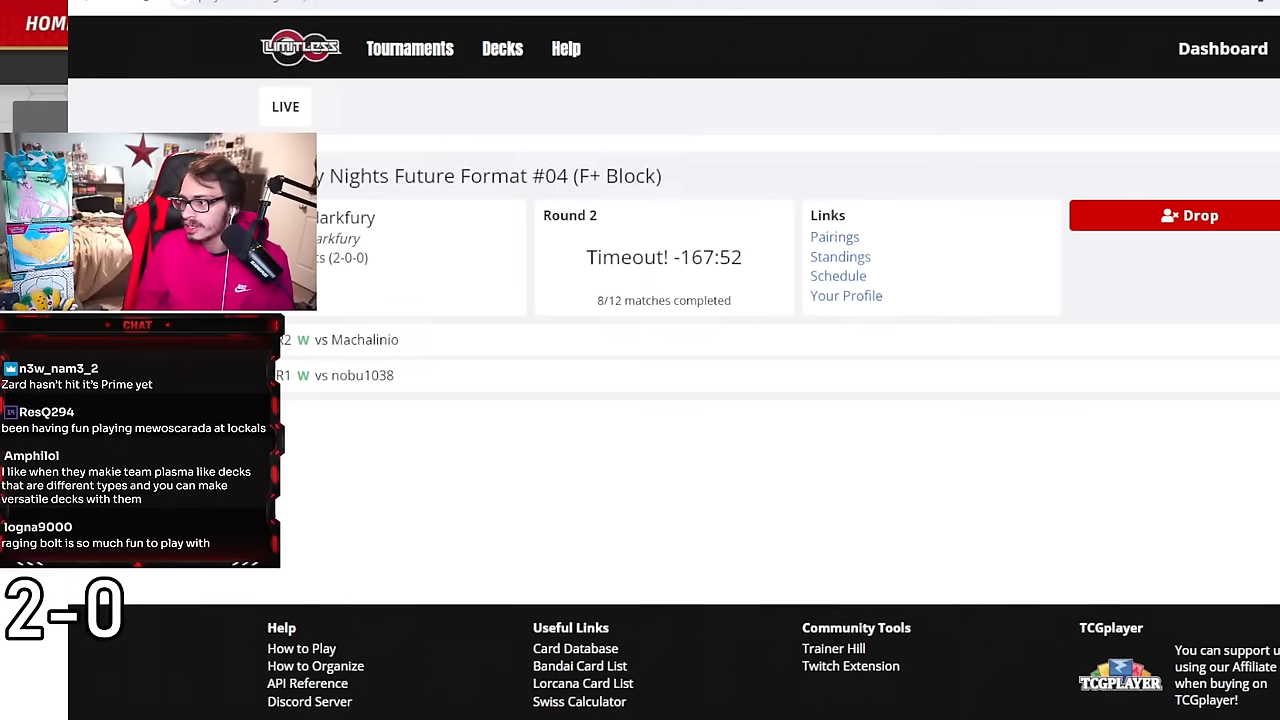 HOM
LIMITLESS
Tournaments
Decks
Help
Dashboard
LIVE
y Nights Future Format #04 (F+ Block)
arkfury
arkfury
ts (2-0-0)
Round 2
Timeout! -167:52
8/12 matches completed
Links
Pairings
Standings
Schedule
Your Profile
Drop
R2 W vs Machalinio
R1 W vs nobu1038
CHAT
n3w_nam3_2
Zard hasn't hit it's Prime yet
ResQ294
been having fun playing mewoscarada at lockals
Amphilol
I like when they makie team plasma like decks
that are different types and you can make
versatile decks with them
logna9000
raging bolt is so much fun to play with
2-0
Help
How to Play
How to Organize
API Reference
Discord Server
Useful Links
Card Database
Bandai Card List
Lorcana Card List
Swiss Calculator
Community Tools
Trainer Hill
Twitch Extension
TCGplayer
TCGPLAYER
You can support u
using our Affiliate
when buying on
TCGplayer!